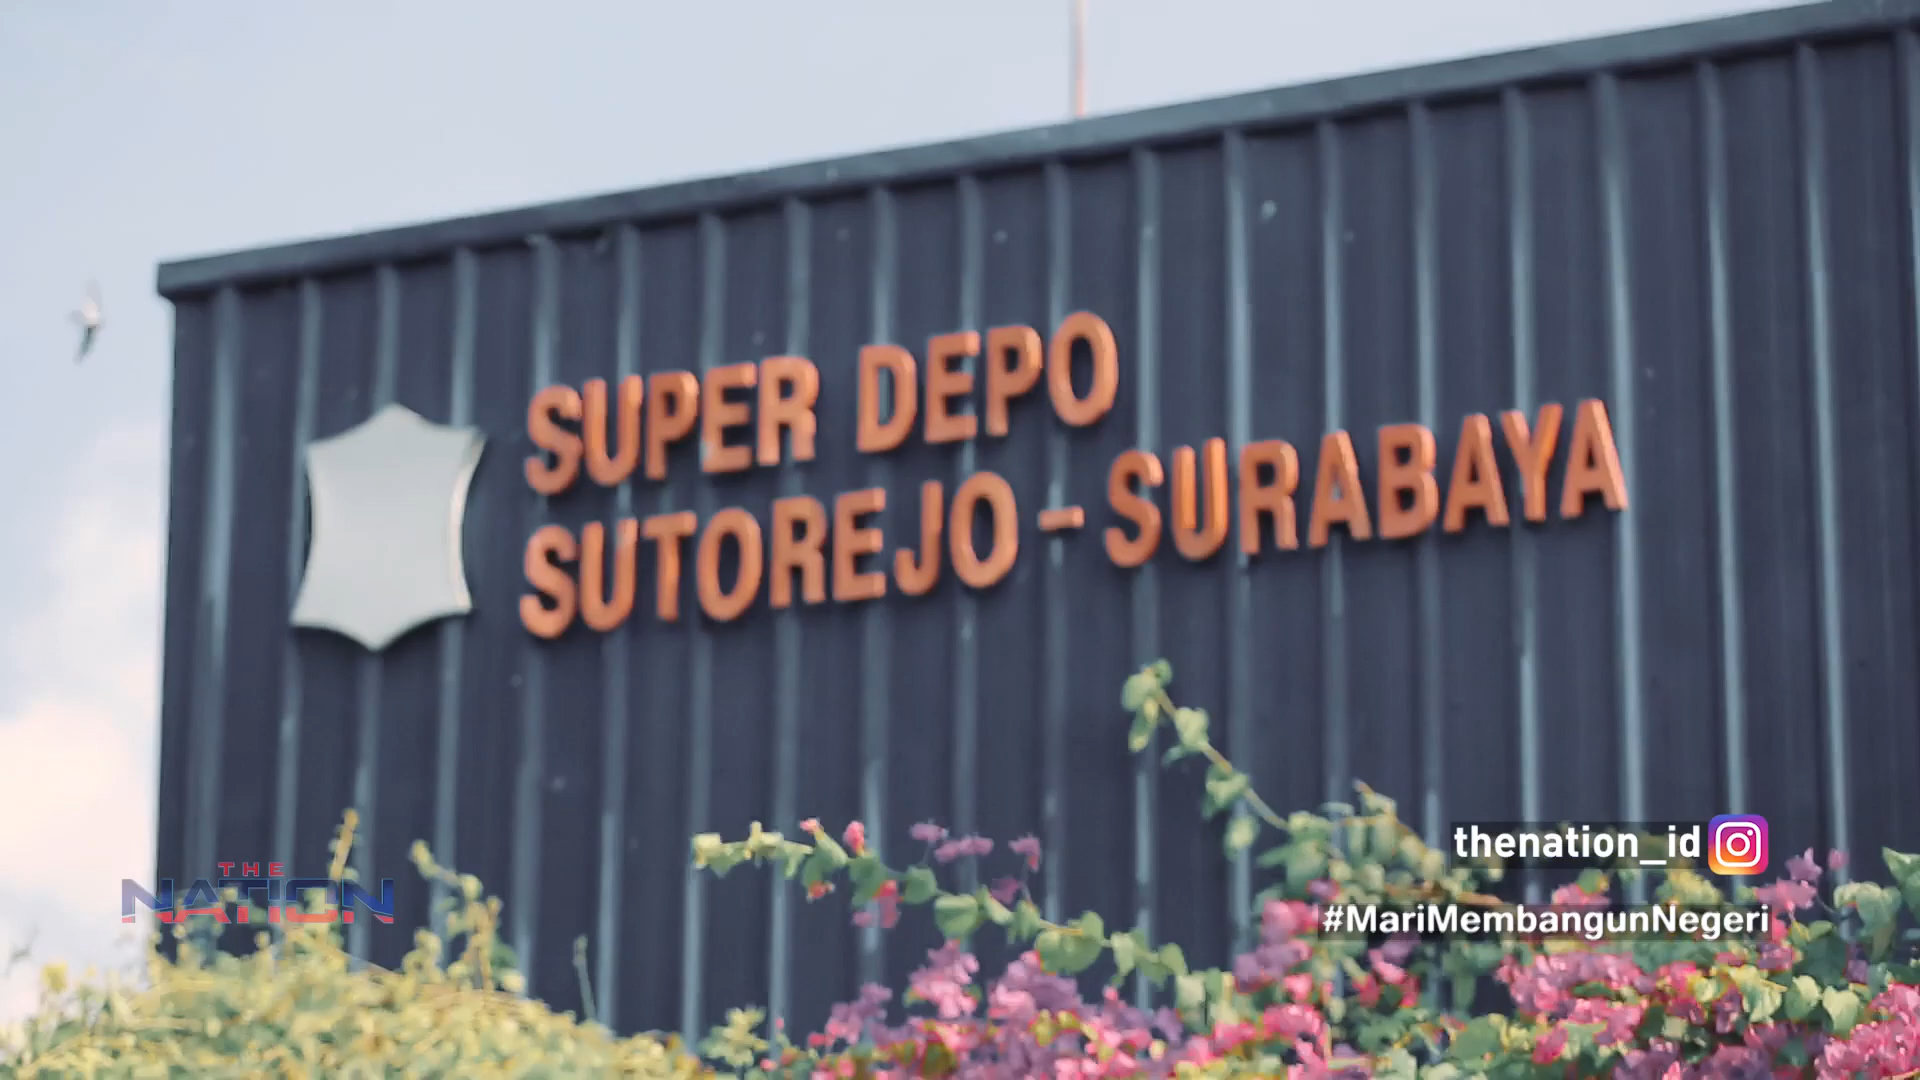 SUPER DEPO
SUTOREJO - SURABAYA
thenation_id
#MariMembangunNegeri
THE
NATION